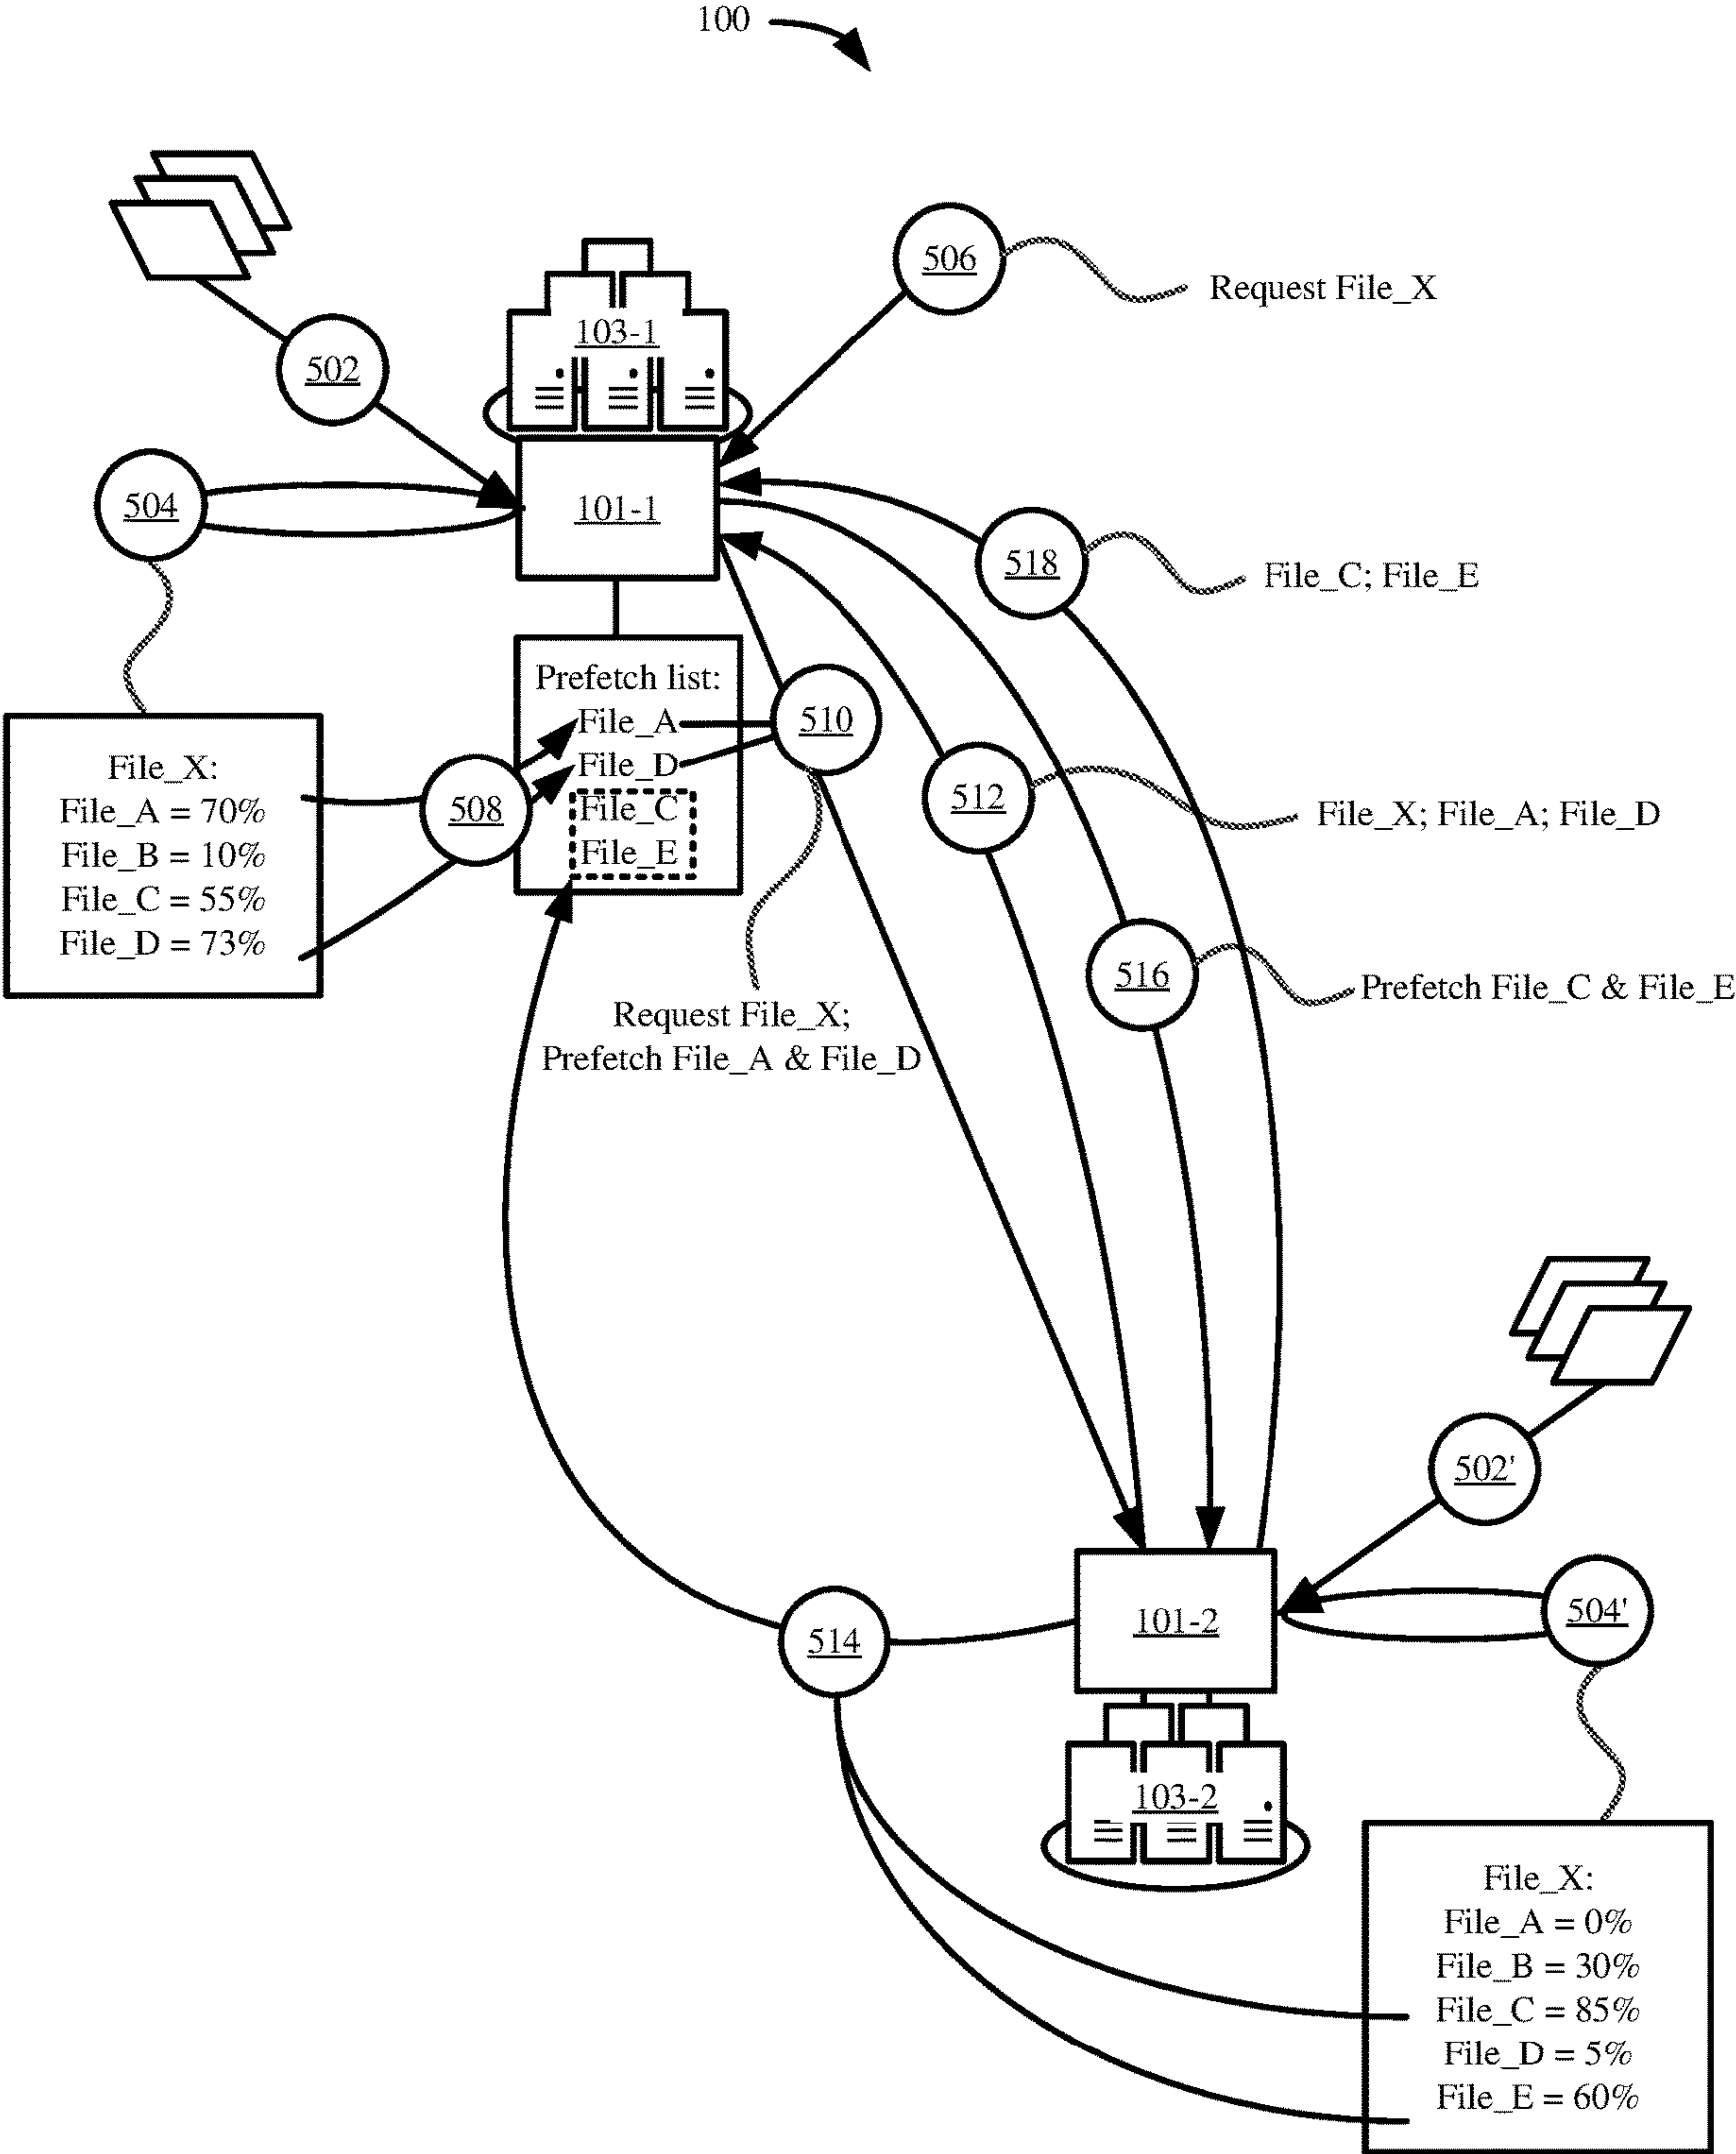 100
506
Request File_X
103-1
502
504
101-1
518
File_C; File_E
Prefetch list:
File_A
File_D
File_C
File_E
510
508
File_X:
File_A = 70%
File_B = 10%
File_C = 55%
File_D = 73%
512
File_X; File_A; File_D
516
Prefetch File_C & File_E
Request File_X;
Prefetch File_A & File_D
502'
504'
101-2
514
103-2
File_X:
File_A = 0%
File_B = 30%
File_C = 85%
File_D = 5%
File_E = 60%